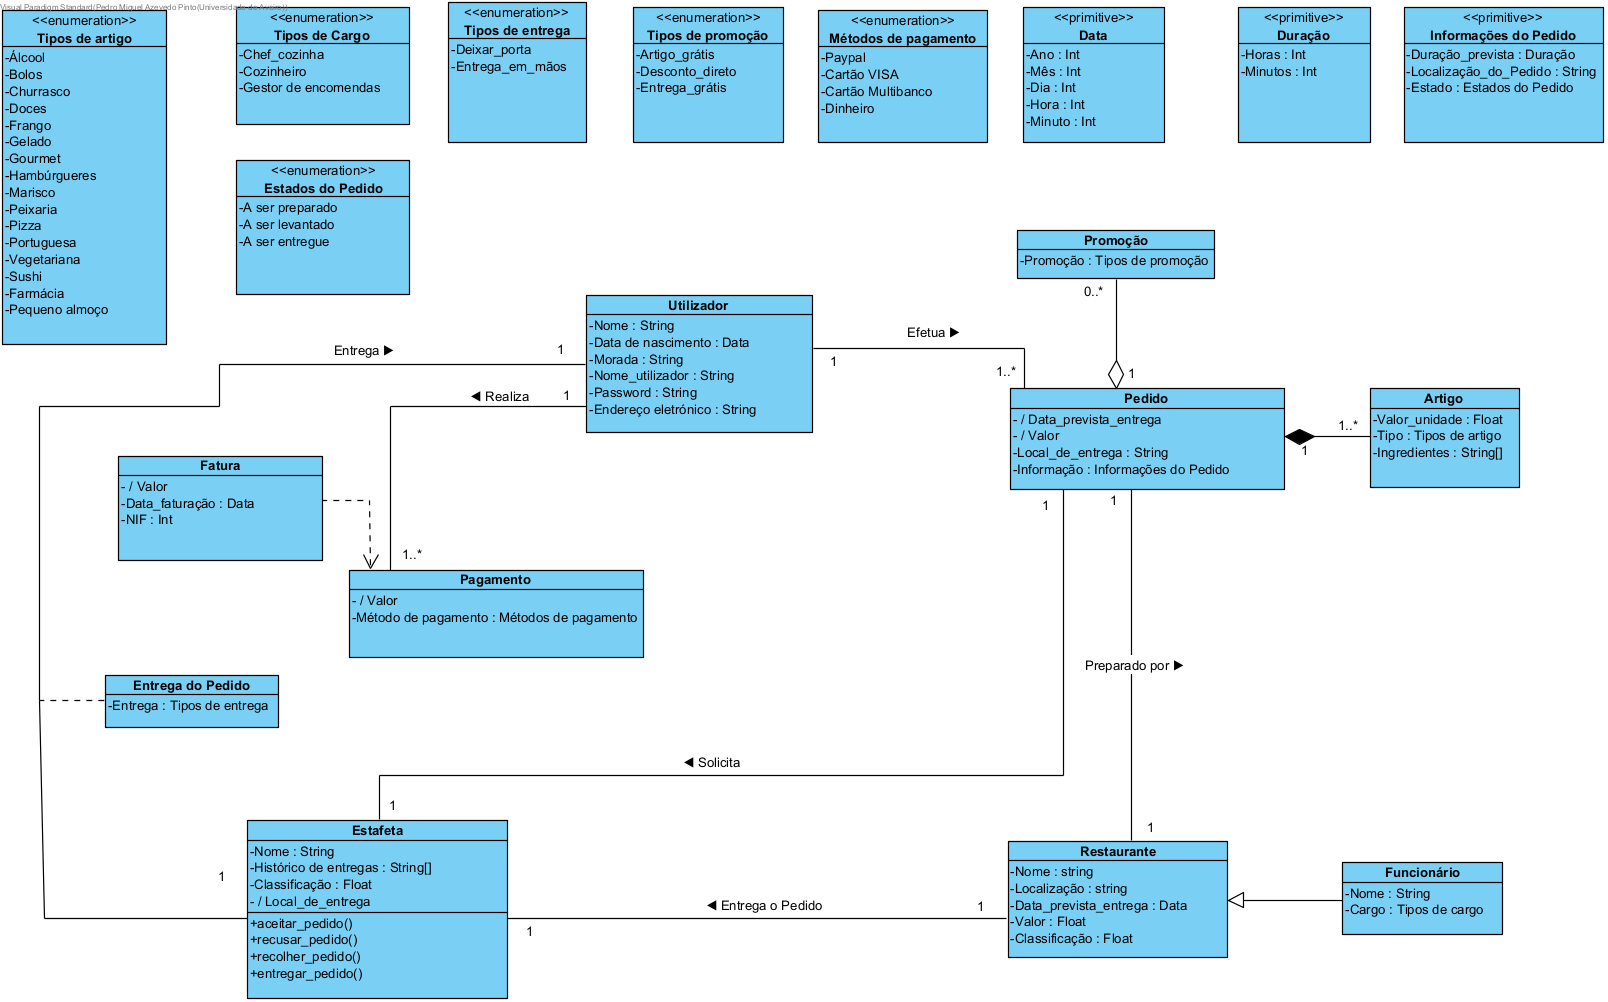 Visual Paradigm Standard(Pedro Miguel Azevedo Pinto(Universidade de Aveiro))
<<enumeration>>
Tipos de artigo
-Álcool
-Bolos
-Churrasco
-Doces
-Frango
-Gelado
-Gourmet
-Hambúrgueres
-Marisco
-Peixaria
-Pizza
-Portuguesa
-Vegetariana
-Sushi
-Farmácia
-Pequeno almoço
<<enumeration>>
Tipos de Cargo
-Chef_cozinha
-Cozinheiro
-Gestor de encomendas
<<enumeration>>
Tipos de entrega
-Deixar_porta
-Entrega_em_mãos
<<enumeration>>
Tipos de promoção
-Artigo_grátis
-Desconto_direto
-Entrega_grátis
<<enumeration>>
Métodos de pagamento
-Paypal
-Cartão VISA
-Cartão Multibanco
-Dinheiro
<<primitive>>
Data
-Ano : Int
-Mês : Int
-Dia : Int
-Hora : Int
-Minuto : Int
<<primitive>>
Duração
-Horas : Int
-Minutos : Int
<<primitive>>
Informações do Pedido
-Duração_prevista : Duração
-Localização_do_Pedido : String
-Estado : Estados do Pedido
<<enumeration>>
Estados do Pedido
-A ser preparado
-A ser levantado
-A ser entregue
Promoção
-Promoção : Tipos de promoção
0..*
1
Utilizador
-Nome : String
-Data de nascimento : Data
-Morada : String
-Nome_utilizador : String
-Password : String
-Endereço eletrónico : String
Efetua ▶
1
1..*
Entrega ▶
1
◀ Realiza
1
Pedido
- / Data_prevista_entrega
- / Valor
-Local_de_entrega : String
-Informação : Informações do Pedido
1..*
1
Artigo
-Valor_unidade : Float
-Tipo : Tipos de artigo
-Ingredientes : String[]
Fatura
- / Valor
-Data_faturação : Data
-NIF : Int
1..*
Pagamento
- / Valor
-Método de pagamento : Métodos de pagamento
1
1
Preparado por ▶
Entrega do Pedido
-Entrega : Tipos de entrega
◀ Solicita
1
1
Estafeta
-Nome : String
-Histórico de entregas : String[]
-Classificação : Float
- / Local_de_entrega
+aceitar_pedido()
+recusar_pedido()
+recolher_pedido()
+entregar_pedido()
1
◀ Entrega o Pedido
1
1
Restaurante
-Nome : string
-Localização : string
-Data_prevista_entrega : Data
-Valor : Float
-Classificação : Float
Funcionário
-Nome : String
-Cargo : Tipos de cargo